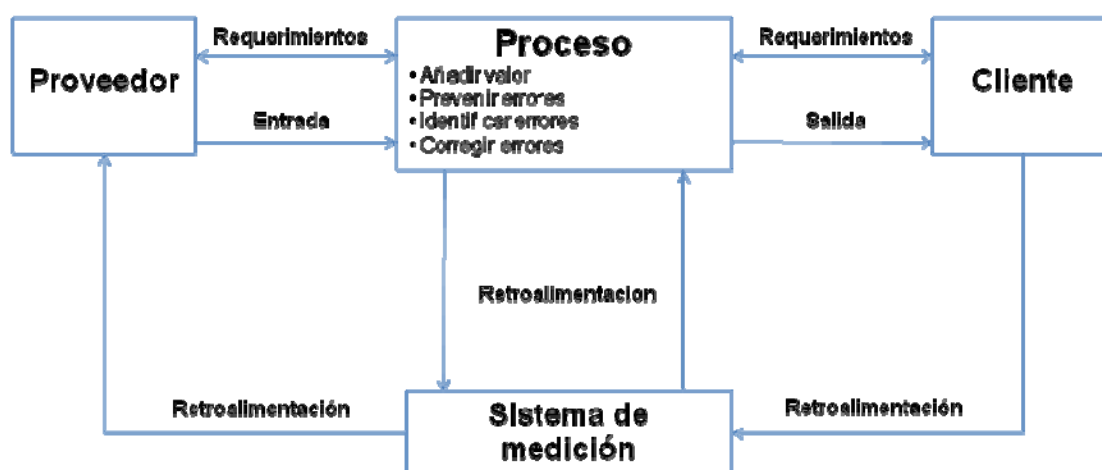 Requerimientos
Proceso
Requerimientos
Proveedor
• Añadir valor
• Prevenir errores
• Identif car errores
• Corregir errores
Cliente
Entrada
Salida
Retroalimentacion
Retroalimentación
Sistema de
medición
Retroalimentación